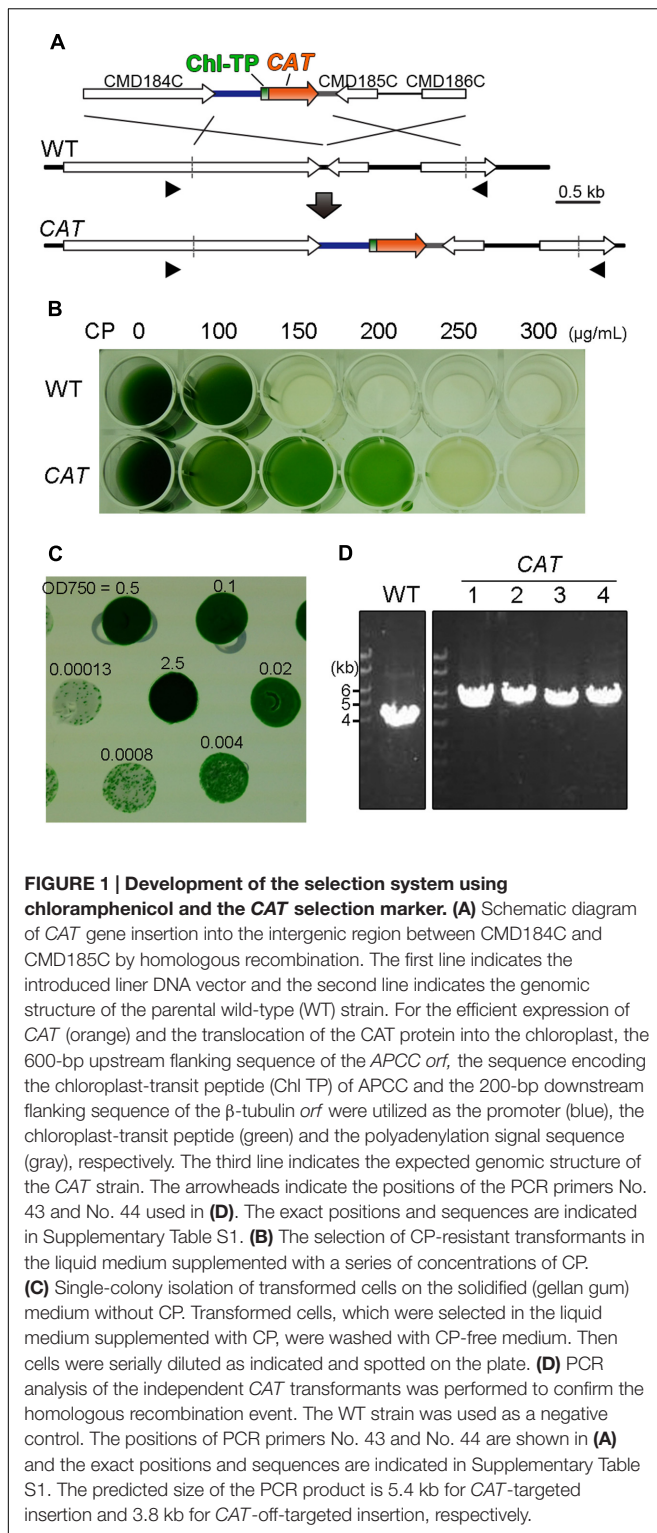 A
Chl-TP CAT
CMD184C CMD185C CMD186C
WT
0.5 kb
CAT
B
CP 0 100 150 200 250 300 (μg/mL)
WT
CAT
C
OD750 = 0.5 0.1
0.00013 2.5 0.02
0.0008 0.004
D
CAT
WT 1 2 3 4
(kb)
6
5
4
FIGURE 1 | Development of the selection system using
chloramphenicol and the CAT selection marker. (A) Schematic diagram
of CAT gene insertion into the intergenic region between CMD184C and
CMD185C by homologous recombination. The first line indicates the
introduced liner DNA vector and the second line indicates the genomic
structure of the parental wild-type (WT) strain. For the efficient expression of
CAT (orange) and the translocation of the CAT protein into the chloroplast, the
600-bp upstream flanking sequence of the APCC orf, the sequence encoding
the chloroplast-transit peptide (Chl TP) of APCC and the 200-bp downstream
flanking sequence of the β-tubulin orf were utilized as the promoter (blue), the
chloroplast-transit peptide (green) and the polyadenylation signal sequence
(gray), respectively. The third line indicates the expected genomic structure of
the CAT strain. The arrowheads indicate the positions of the PCR primers No.
43 and No. 44 used in (D). The exact positions and sequences are indicated
in Supplementary Table S1. (B) The selection of CP-resistant transformants in
the liquid medium supplemented with a series of concentrations of CP.
(C) Single-colony isolation of transformed cells on the solidified (gellan gum)
medium without CP. Transformed cells, which were selected in the liquid
medium supplemented with CP, were washed with CP-free medium. Then
cells were serially diluted as indicated and spotted on the plate. (D) PCR
analysis of the independent CAT transformants was performed to confirm the
homologous recombination event. The WT strain was used as a negative
control. The positions of PCR primers No. 43 and No. 44 are shown in (A)
and the exact positions and sequences are indicated in Supplementary Table
S1. The predicted size of the PCR product is 5.4 kb for CAT-targeted
insertion and 3.8 kb for CAT-off-targeted insertion, respectively.